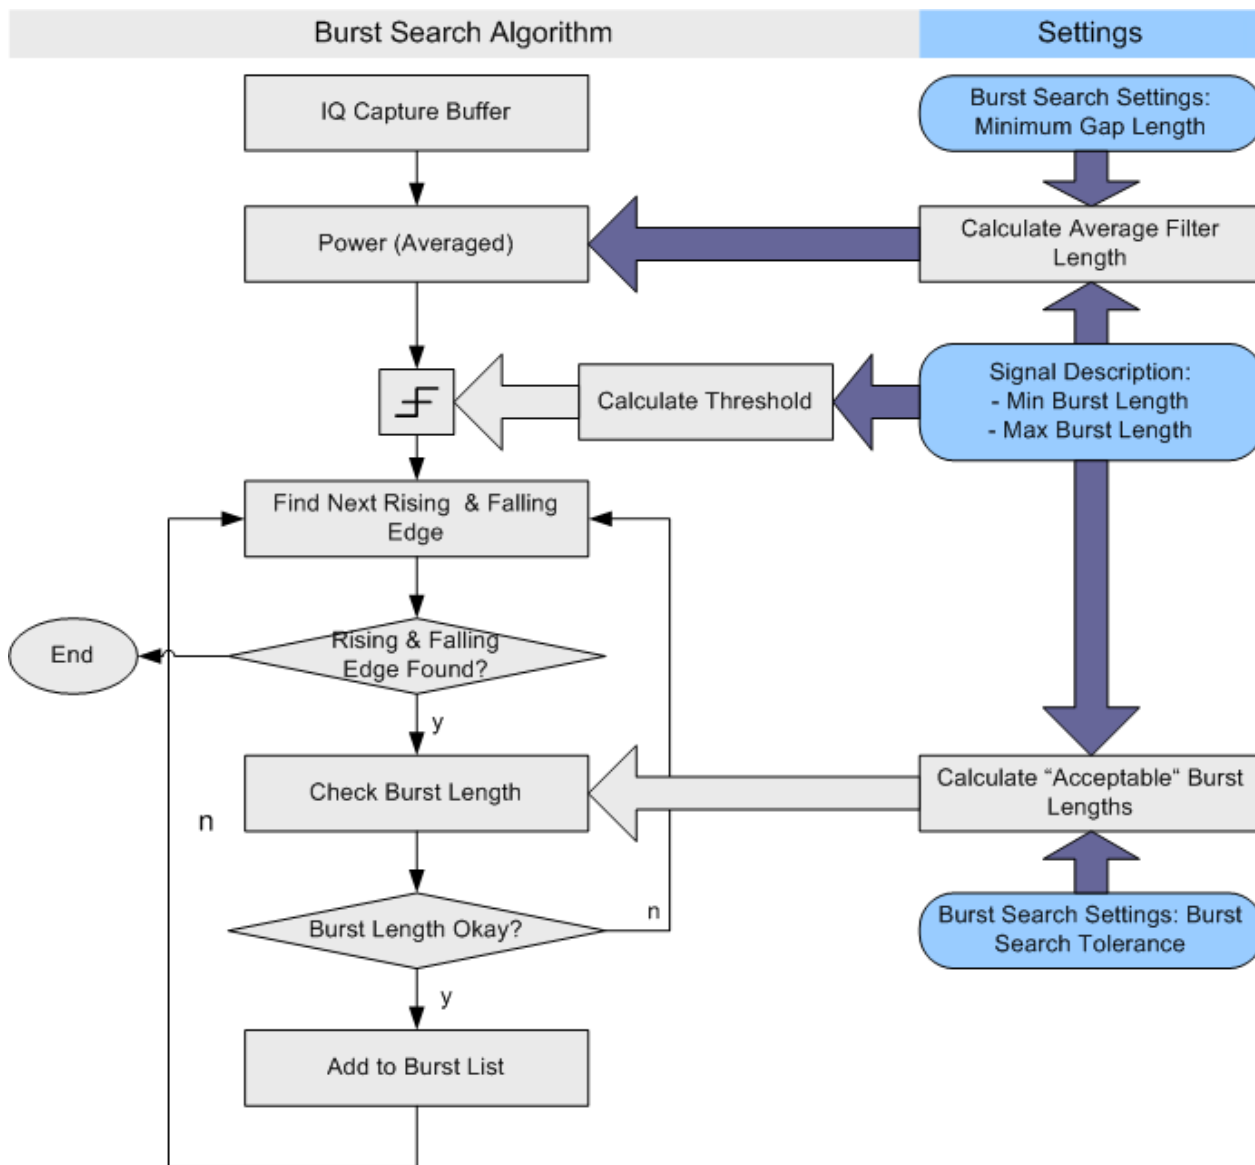 Burst Search Algorithm
Settings
IQ Capture Buffer
Burst Search Settings:
Minimum Gap Length
Power (Averaged)
Calculate Average Filter
Length
Calculate Threshold
Signal Description:
- Min Burst Length
- Max Burst Length
Find Next Rising & Falling
Edge
End
Rising & Falling
Edge Found?
y
Check Burst Length
Calculate “Acceptable“ Burst
Lengths
n
Burst Length Okay?
n
Burst Search Settings: Burst
Search Tolerance
y
Add to Burst List